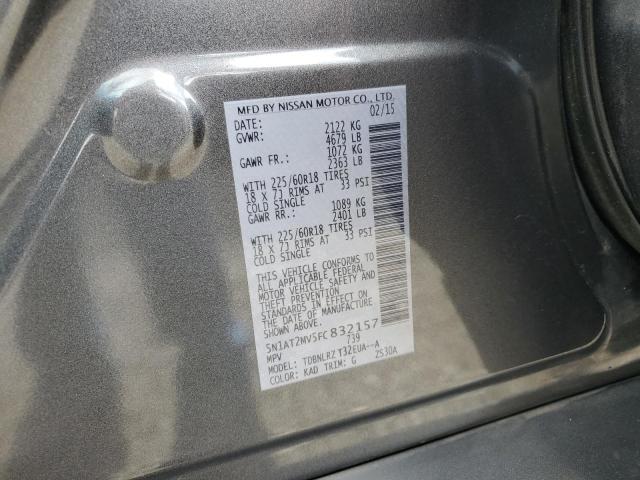 MFD BY NISSAN MOTOR CO., LTD.
DATE: 02/15
GVWR: 2122 KG
4679 LB
GAWR FR.: 1072 KG
2363 LB
WITH 225/60R18 TIRES
18 X 7J RIMS AT 33 PSI
COLD SINGLE
GAWR RR.: 1089 KG
2401 LB
WITH 225/60R18 TIRES
18 X 7J RIMS AT 33 PSI
COLD SINGLE
THIS VEHICLE CONFORMS TO
ALL APPLICABLE FEDERAL
MOTOR VEHICLE SAFETY AND
THEFT PREVENTION
STANDARDS IN EFFECT ON
THE DATE OF MANUFACTURE
SHOWN ABOVE.
5N1AT2MV5FC832157
MPV 739
MODEL: TDBNLRZ T32EUA--A
COLOR: KAD TRIM: G 2S30A